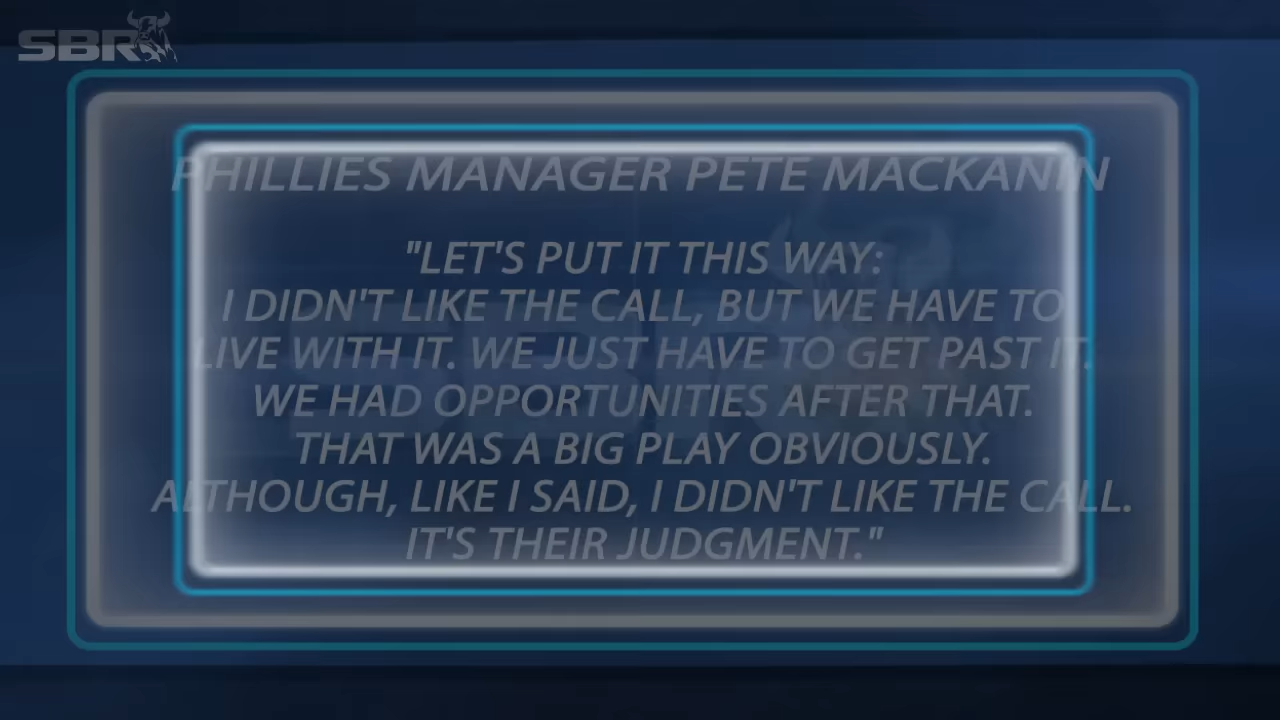 SBR
PHILLIES MANAGER PETE MACKANIN
"LET'S PUT IT THIS WAY:
I DIDN'T LIKE THE CALL, BUT WE HAVE TO
LIVE WITH IT. WE JUST HAVE TO GET PAST IT.
WE HAD OPPORTUNITIES AFTER THAT.
THAT WAS A BIG PLAY OBVIOUSLY.
ALTHOUGH, LIKE I SAID, I DIDN'T LIKE THE CALL.
IT'S THEIR JUDGMENT."
SBR